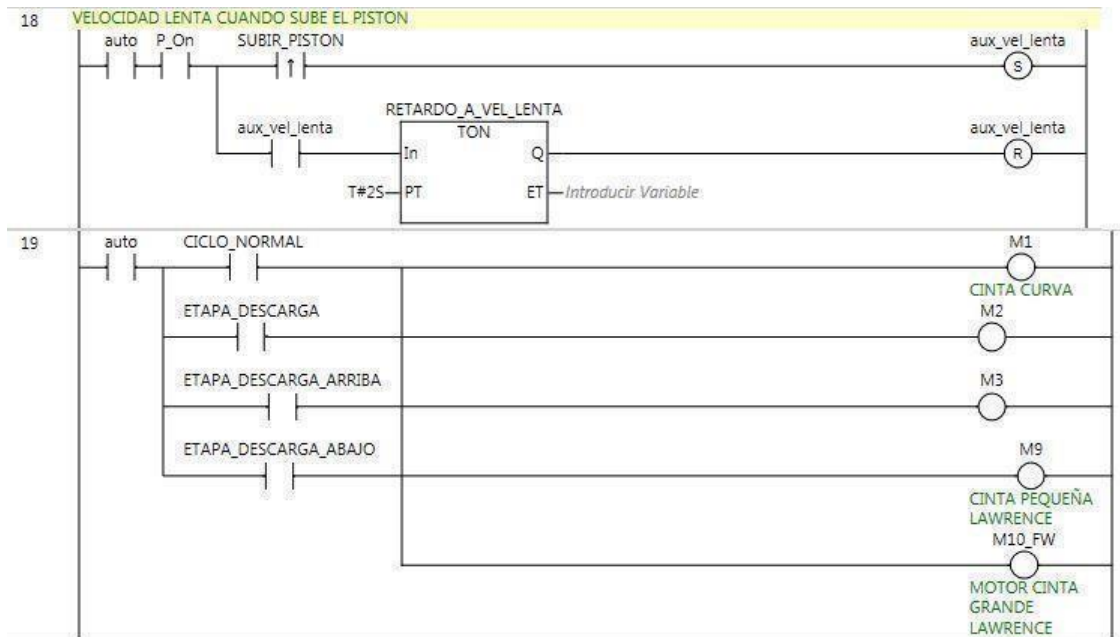 18 VELOCIDAD LENTA CUANDO SUBE EL PISTON
auto P_On SUBIR_PISTON aux_vel_lenta
↑ S
RETARDO_A_VEL_LENTA
aux_vel_lenta TON aux_vel_lenta
In Q R
T#2S PT ET Introducir Variable
19 auto CICLO_NORMAL M1
CINTA CURVA
ETAPA_DESCARGA M2
ETAPA_DESCARGA_ARRIBA M3
ETAPA_DESCARGA_ABAJO M9
CINTA PEQUEÑA
LAWRENCE
M10_FW
MOTOR CINTA
GRANDE
LAWRENCE